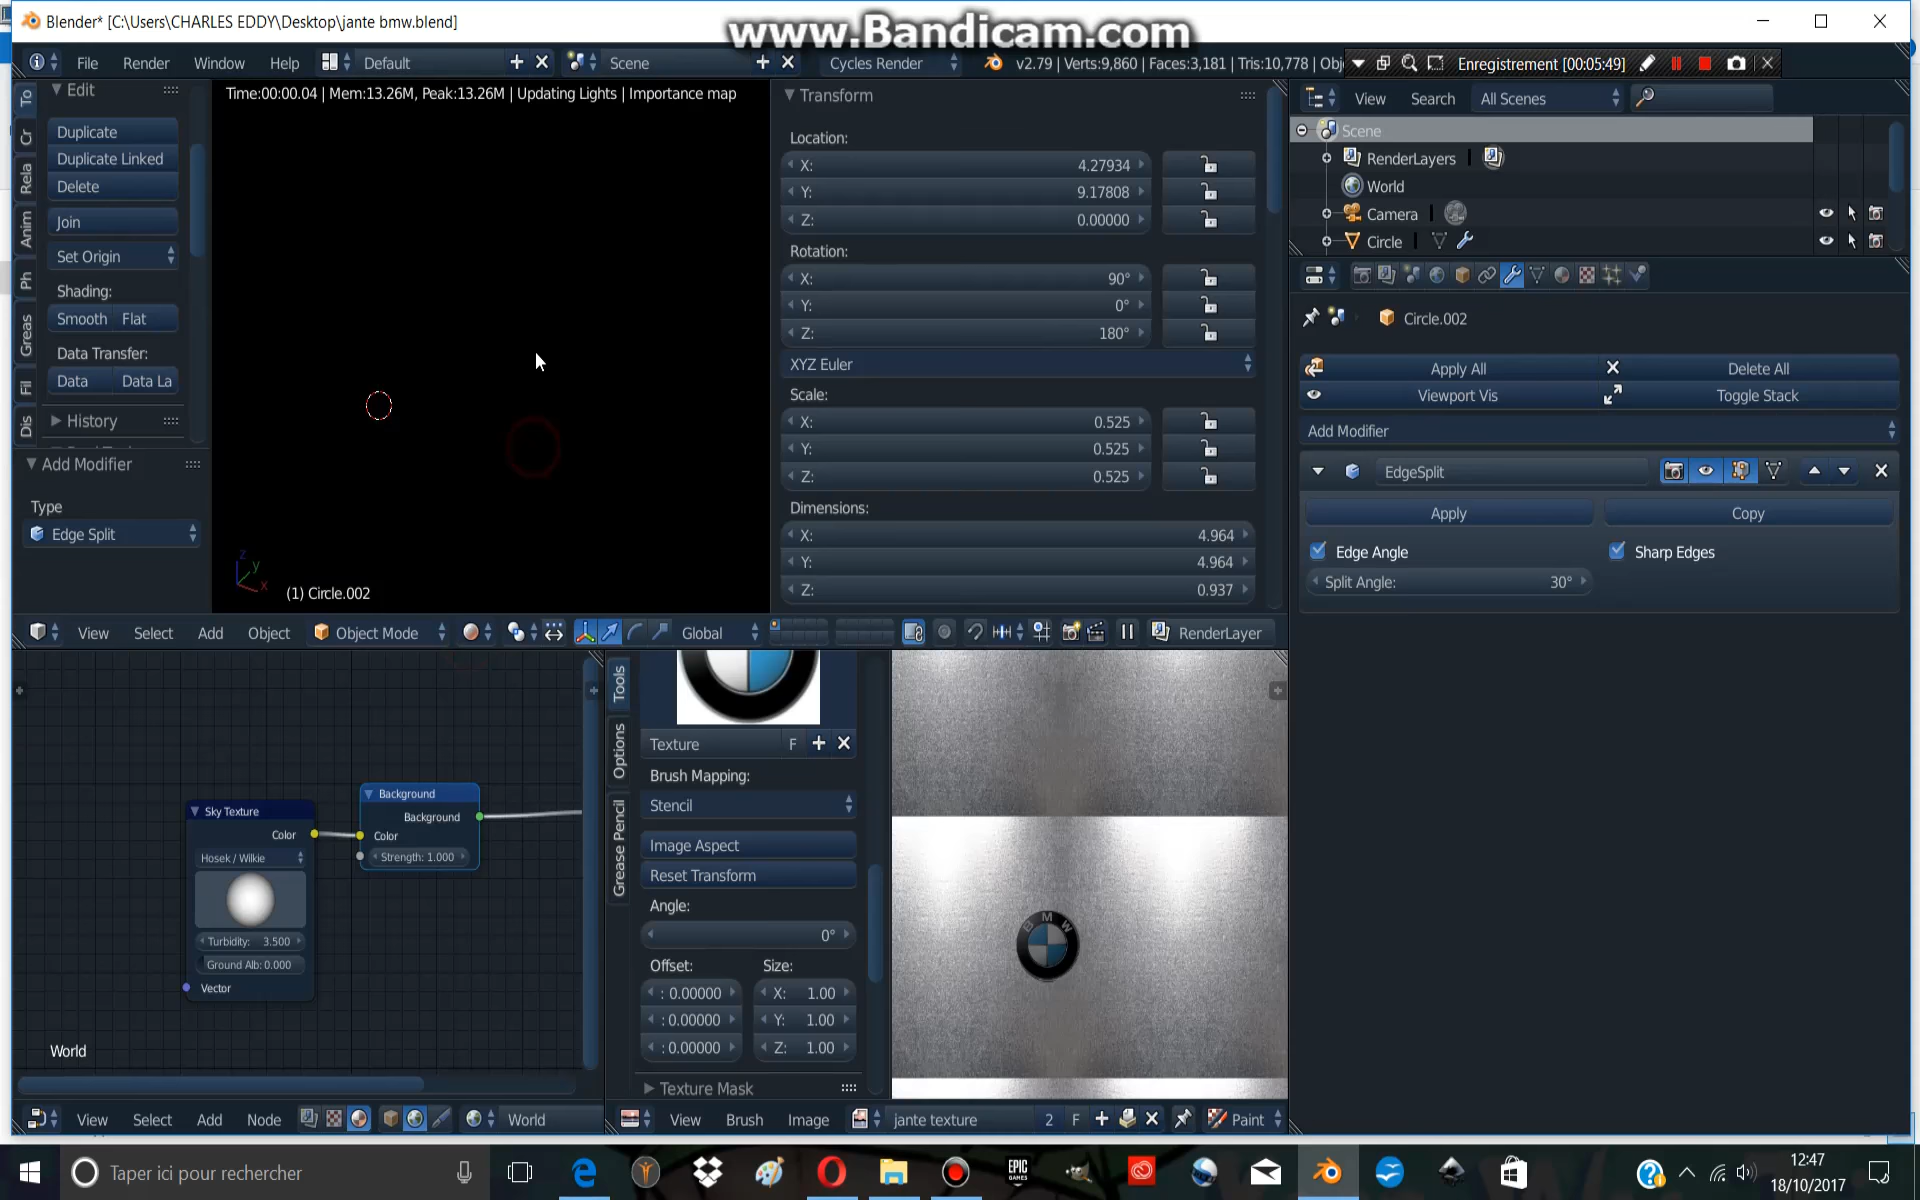 Blender* [C:\Users\CHARLES EDDY\Desktop\jante bmw.blend]
www.Bandicam.com
File Render Window Help Default Scene Cycles Render v2.79 | Verts:9,860 | Faces:3,181 | Tris:10,778 | Obj
Enregistrement [00:05:49]
Edit
Duplicate
Duplicate Linked
Delete
Join
Set Origin
Shading:
Smooth Flat
Data Transfer:
Data Data La
History
To
Cr
Rela
Anim
Ph
Greas
Fil
Dis
Add Modifier
Type
Edge Split
Time:00:00.04 | Mem:13.26M, Peak:13.26M | Updating Lights | Importance map
z
y
x
(1) Circle.002
Transform
Location:
X: 4.27934
Y: 9.17808
Z: 0.00000
Rotation:
X: 90°
Y: 0°
Z: 180°
XYZ Euler
Scale:
X: 0.525
Y: 0.525
Z: 0.525
Dimensions:
X: 4.964
Y: 4.964
Z: 0.937
View Select Add Object Object Mode Global RenderLayer
View Search All Scenes
Scene
RenderLayers
World
Camera
Circle
Circle.002
Apply All Delete All
Viewport Vis Toggle Stack
Add Modifier
EdgeSplit
Apply Copy
Edge Angle Sharp Edges
Split Angle: 30°
Sky Texture
Color
Hosek / Wilkie
Turbidity: 3.500
Ground Alb: 0.000
Vector
Background
Background
Color
Strength: 1.000
World
View Select Add Node World
Tools
Options
Grease Pencil
Texture F
Brush Mapping:
Stencil
Image Aspect
Reset Transform
Angle:
0°
Offset: Size:
: 0.00000 X: 1.00
: 0.00000 Y: 1.00
: 0.00000 Z: 1.00
Texture Mask
BMW
View Brush Image jante texture 2 F Paint
Taper ici pour rechercher
EPIC GAMES
12:47
18/10/2017